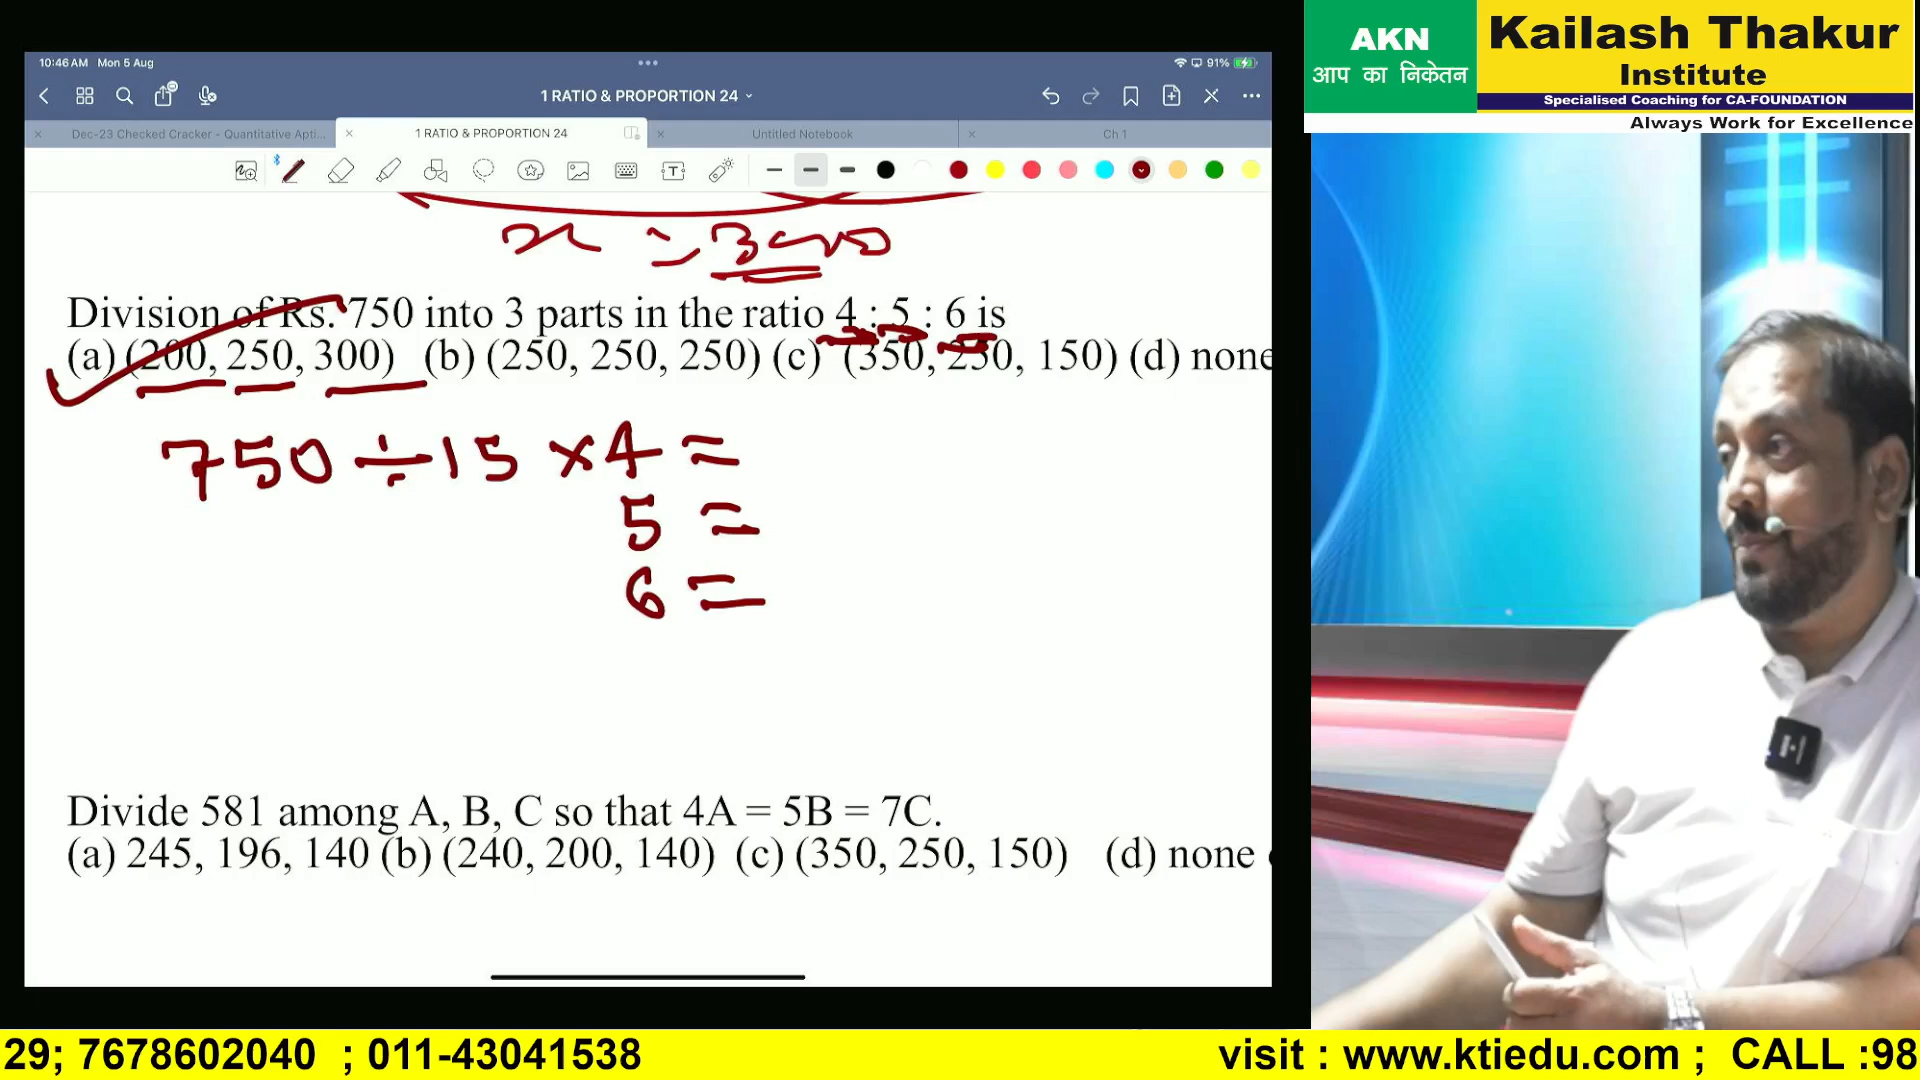 10:46 AM Mon 5 Aug
91%
1 RATIO & PROPORTION 24
Dec-23 Checked Cracker - Quantitative Apti...
1 RATIO & PROPORTION 24
Untitled Notebook
Ch 1
AKN
आप का निकेतन
Kailash Thakur
Institute
Specialised Coaching for CA-FOUNDATION
Always Work for Excellence
Division of Rs. 750 into 3 parts in the ratio 4 : 5 : 6 is
(a) (200, 250, 300) (b) (250, 250, 250) (c) (350, 250, 150) (d) none
750 ÷ 15 × 4 =
5 =
6 =
Divide 581 among A, B, C so that 4A = 5B = 7C.
(a) 245, 196, 140 (b) (240, 200, 140) (c) (350, 250, 150) (d) none
29; 7678602040 ; 011-43041538
visit : www.ktiedu.com ; CALL :98